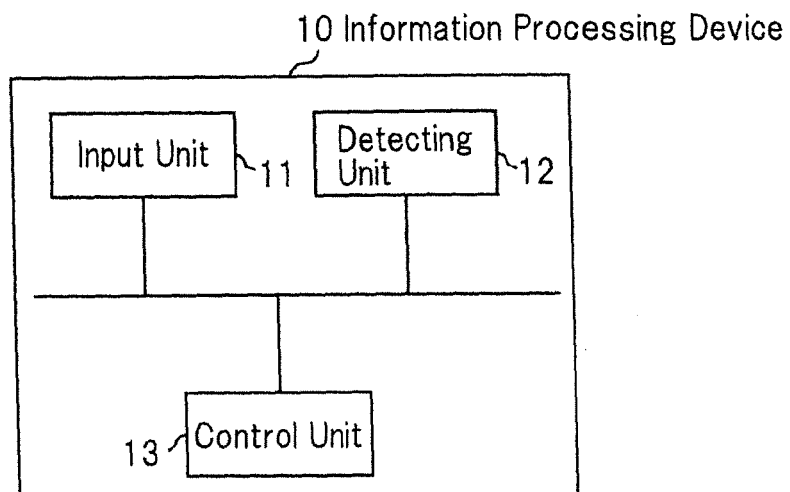 10 Information Processing Device
Input Unit
11
Detecting
Unit
12
13
Control Unit